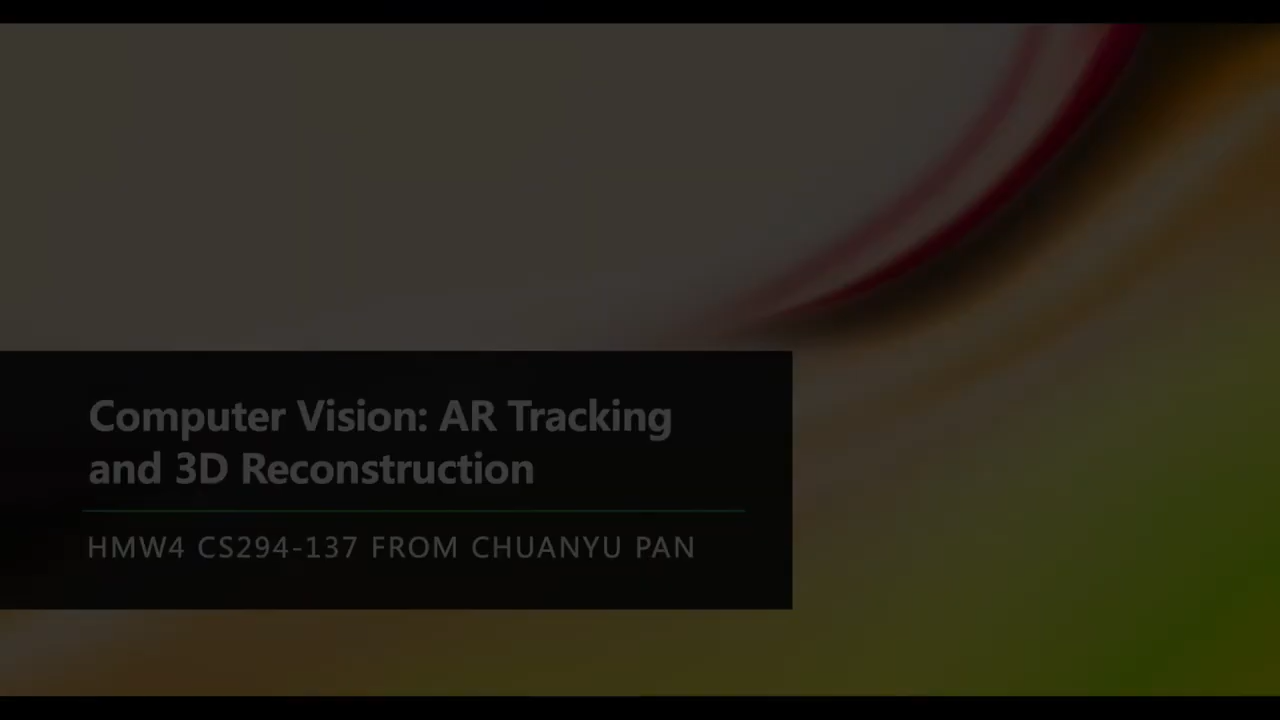 Computer Vision: AR Tracking
and 3D Reconstruction
HMW4 CS294-137 FROM CHUANYU PAN